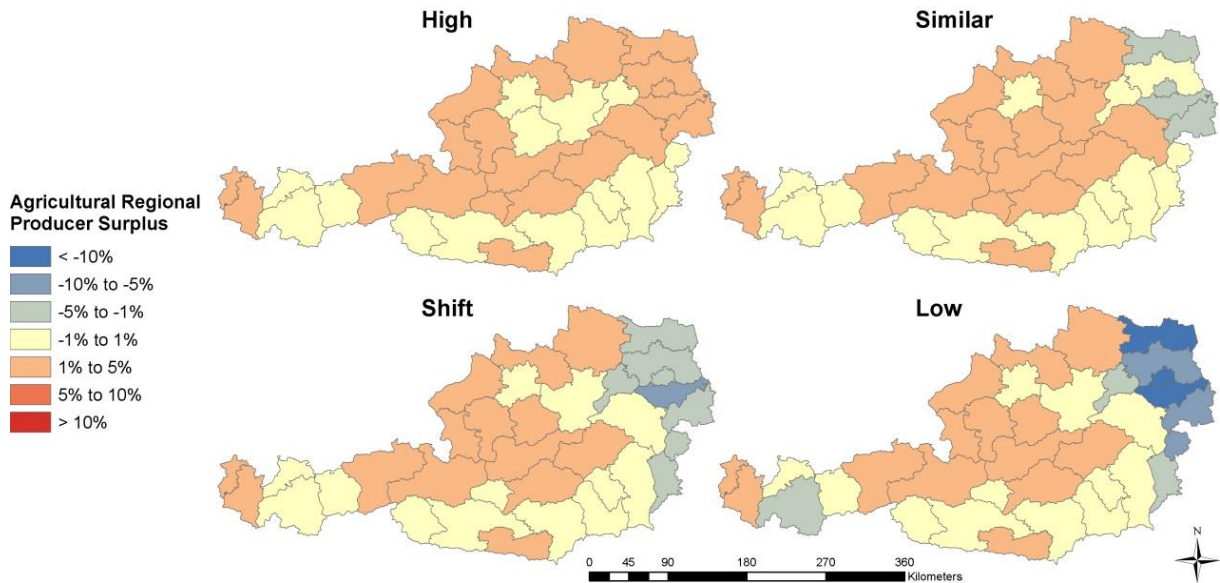 High
Similar
Agricultural Regional
Producer Surplus
< -10%
-10% to -5%
-5% to -1%
-1% to 1%
1% to 5%
5% to 10%
> 10%
Shift
Low
0 45 90 180 270 360
Kilometers
N